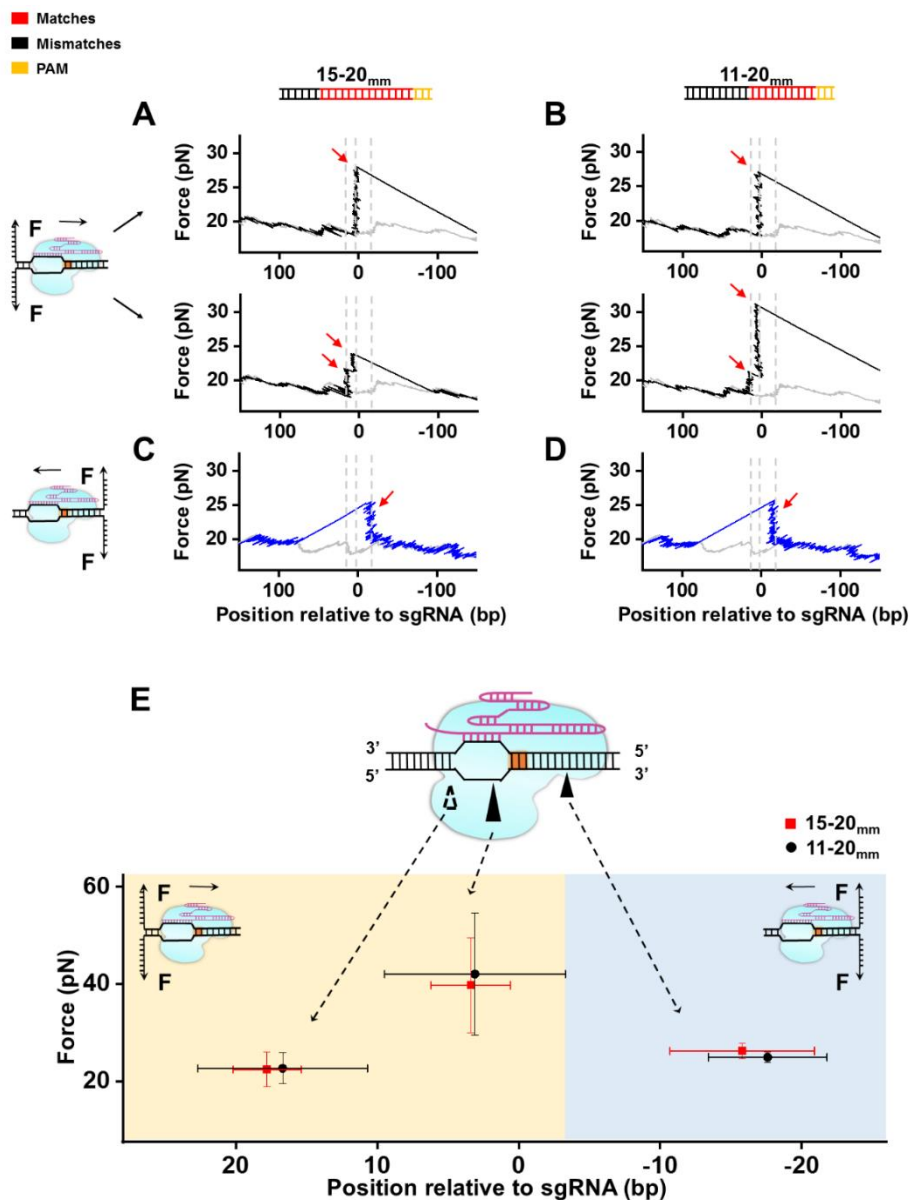 Matches
Mismatches
PAM
15-20mm
11-20mm
A
B
Force (pN)
30
25
20
100
0
-100
Force (pN)
30
25
20
100
0
-100
F
F
Force (pN)
30
25
20
100
0
-100
Force (pN)
30
25
20
100
0
-100
C
D
F
F
Force (pN)
30
25
20
100
0
-100
Position relative to sgRNA (bp)
Force (pN)
30
25
20
100
0
-100
Position relative to sgRNA (bp)
E
3’
5’
5’
3’
15-20mm
11-20mm
F
F
F
F
Force (pN)
60
40
20
20
10
0
-10
-20
Position relative to sgRNA (bp)